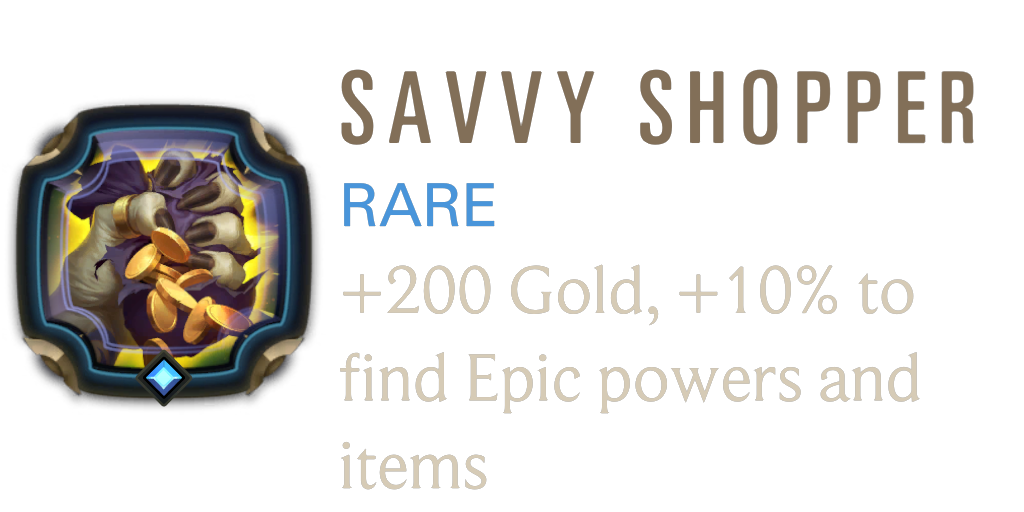 SAVVY SHOPPER
RARE
+200 Gold, +10% to
find Epic powers and
items